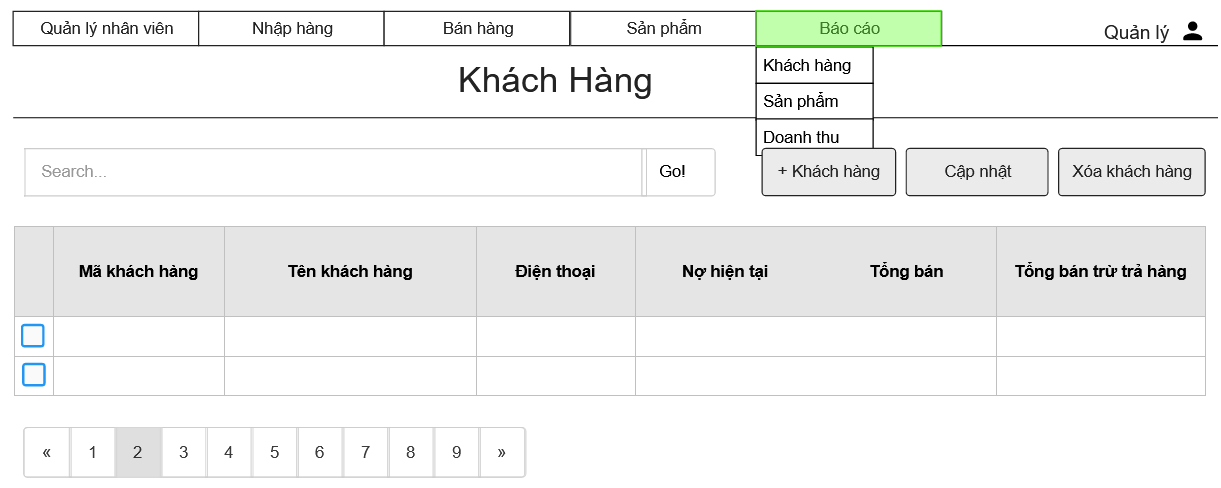 Quản lý nhân viên
Nhập hàng
Bán hàng
Sản phẩm
Báo cáo
Quản lý
Khách hàng
Sản phẩm
Doanh thu
Khách Hàng
Search...
Go!
+ Khách hàng
Cập nhật
Xóa khách hàng
Mã khách hàng
Tên khách hàng
Điện thoại
Nợ hiện tại
Tổng bán
Tổng bán trừ trả hàng
« 1 2 3 4 5 6 7 8 9 »